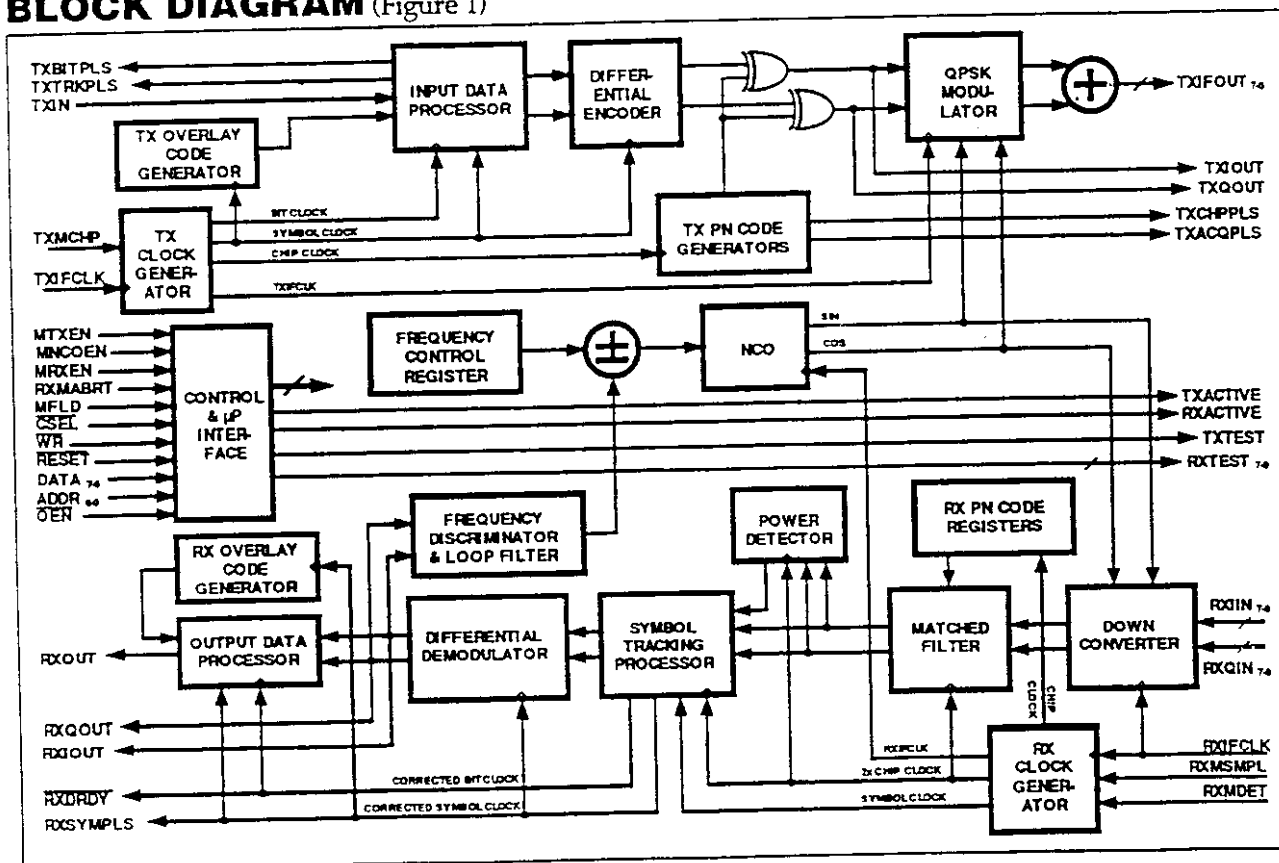 BLOCK DIAGRAM (Figure 1)
TXBITPLS
TXTRKPLS
TXIN
INPUT DATA
PROCESSOR
DIFFER-
ENTIAL
ENCODER
QPSK
MODU-
LATOR
+
TXIFOUT 7-0
TX OVERLAY
CODE
GENERATOR
TXIOUT
TXQOUT
TXMCHP
TXIFCLK
TX
CLOCK
GENER-
ATOR
BIT CLOCK
SYMBOL CLOCK
CHIP CLOCK
TXIFCLK
TX PN CODE
GENERATORS
TXCHPPLS
TXACQPLS
MTXEN
MNCOEN
MRXEN
RXMABRT
MFLD
CSEL
WR
RESET
DATA 7-0
ADDR 6-0
OEN
CONTROL
& µP
INTER-
FACE
FREQUENCY
CONTROL
REGISTER
±
NCO
SIN
COS
TXACTIVE
RXACTIVE
TXTEST
RXTEST 7-0
RX OVERLAY
CODE
GENERATOR
FREQUENCY
DISCRIMINATOR
& LOOP FILTER
POWER
DETECTOR
RX PN CODE
REGISTERS
RXOUT
OUTPUT DATA
PROCESSOR
DIFFERENTIAL
DEMODULATOR
SYMBOL
TRACKING
PROCESSOR
MATCHED
FILTER
DOWN
CONVERTER
RXIIN 7-0
RXQIN 7-0
CHIP
CLOCK
RXQOUT
RXIOUT
RXDRDY
RXSYMPLS
CORRECTED BIT CLOCK
CORRECTED SYMBOL CLOCK
RXIFCLK
2x CHIP CLOCK
SYMBOL CLOCK
RX
CLOCK
GENER-
ATOR
RXIFCLK
RXMSMPL
RXMDET